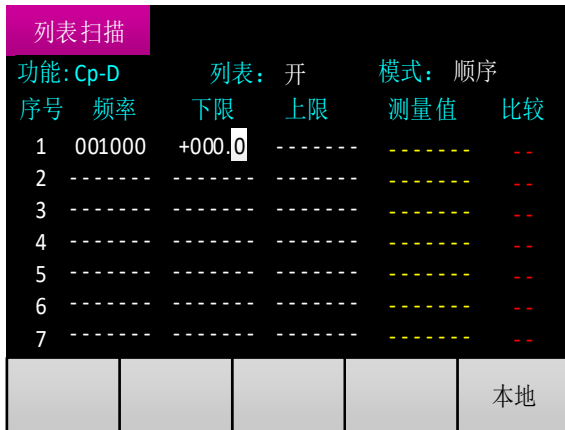 列表扫描
功能: Cp-D 列表： 开 模式： 顺序
序号 频率 下限 上限 测量值 比较
1 001000 +000.0 ------- ------- --
2 ------- ------- ------- ------- --
3 ------- ------- ------- ------- --
4 ------- ------- ------- ------- --
5 ------- ------- ------- ------- --
6 ------- ------- ------- ------- --
7 ------- ------- ------- ------- --
本地